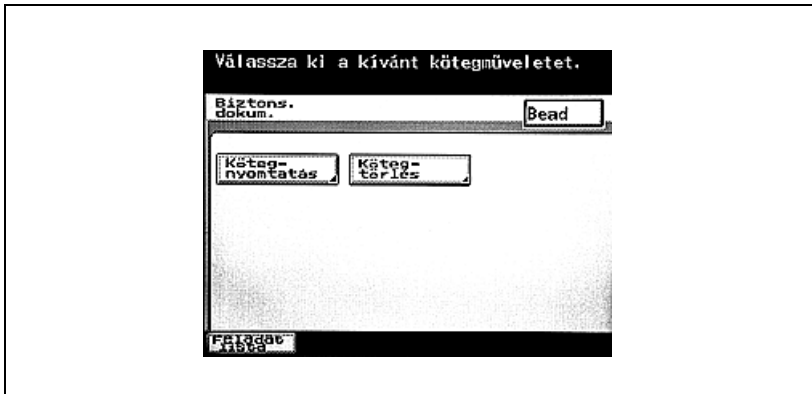 Válassza ki a kívánt kötegműveletet.
Biztons.
dokum.
Bead
Köteg-
nyomtatás
Köteg-
törlés
Feladat
lista